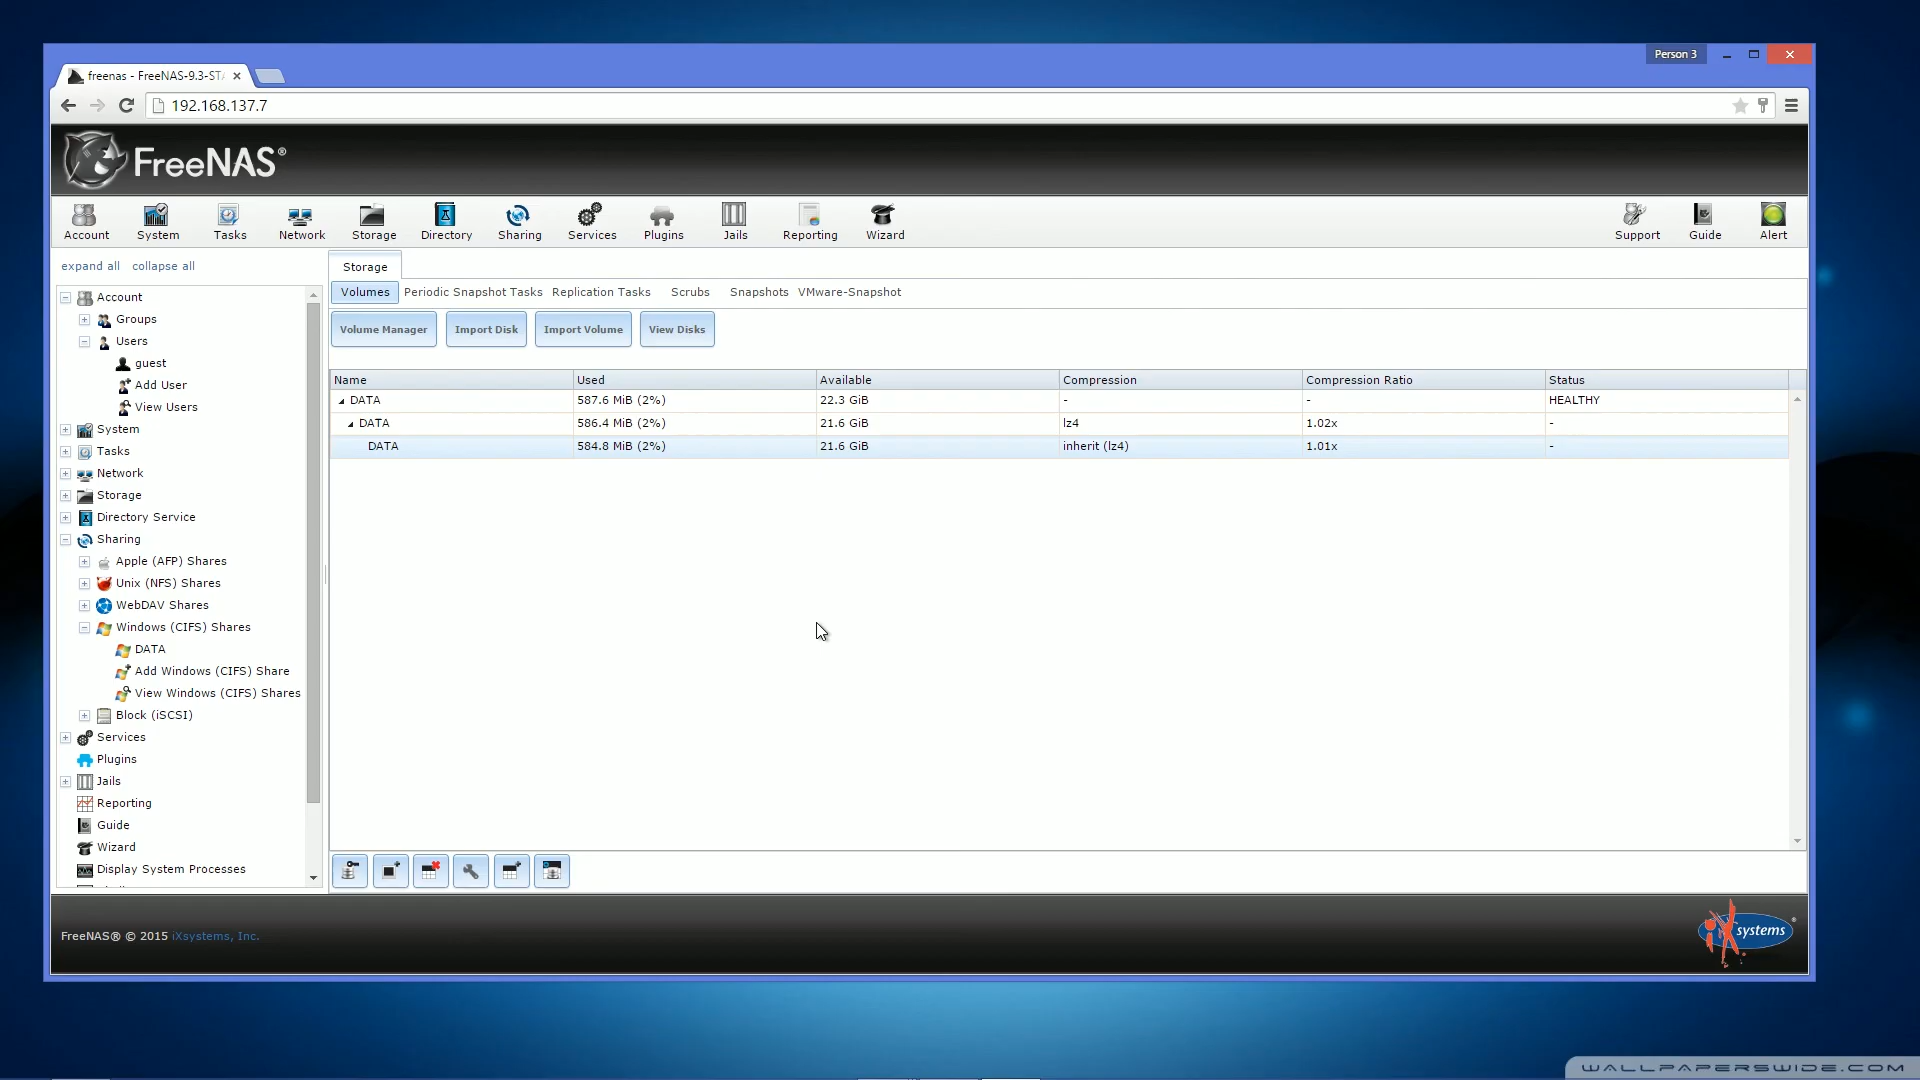 Person 3
freenas - FreeNAS-9.3-STA
192.168.137.7
FreeNAS®
Account System Tasks Network Storage Directory Sharing Services Plugins Jails Reporting Wizard Support Guide Alert
expand all collapse all
Account
Groups
Users
guest
Add User
View Users
System
Tasks
Network
Storage
Directory Service
Sharing
Apple (AFP) Shares
Unix (NFS) Shares
WebDAV Shares
Windows (CIFS) Shares
DATA
Add Windows (CIFS) Share
View Windows (CIFS) Shares
Block (iSCSI)
Services
Plugins
Jails
Reporting
Guide
Wizard
Display System Processes
Storage
Volumes Periodic Snapshot Tasks Replication Tasks Scrubs Snapshots VMware-Snapshot
Volume Manager Import Disk Import Volume View Disks
Name Used Available Compression Compression Ratio Status
DATA 587.6 MiB (2%) 22.3 GiB - - HEALTHY
DATA 586.4 MiB (2%) 21.6 GiB lz4 1.02x -
DATA 584.8 MiB (2%) 21.6 GiB inherit (lz4) 1.01x -
FreeNAS® © 2015 iXsystems, Inc.
iXsystems®
WALLPAPERSWIDE.COM